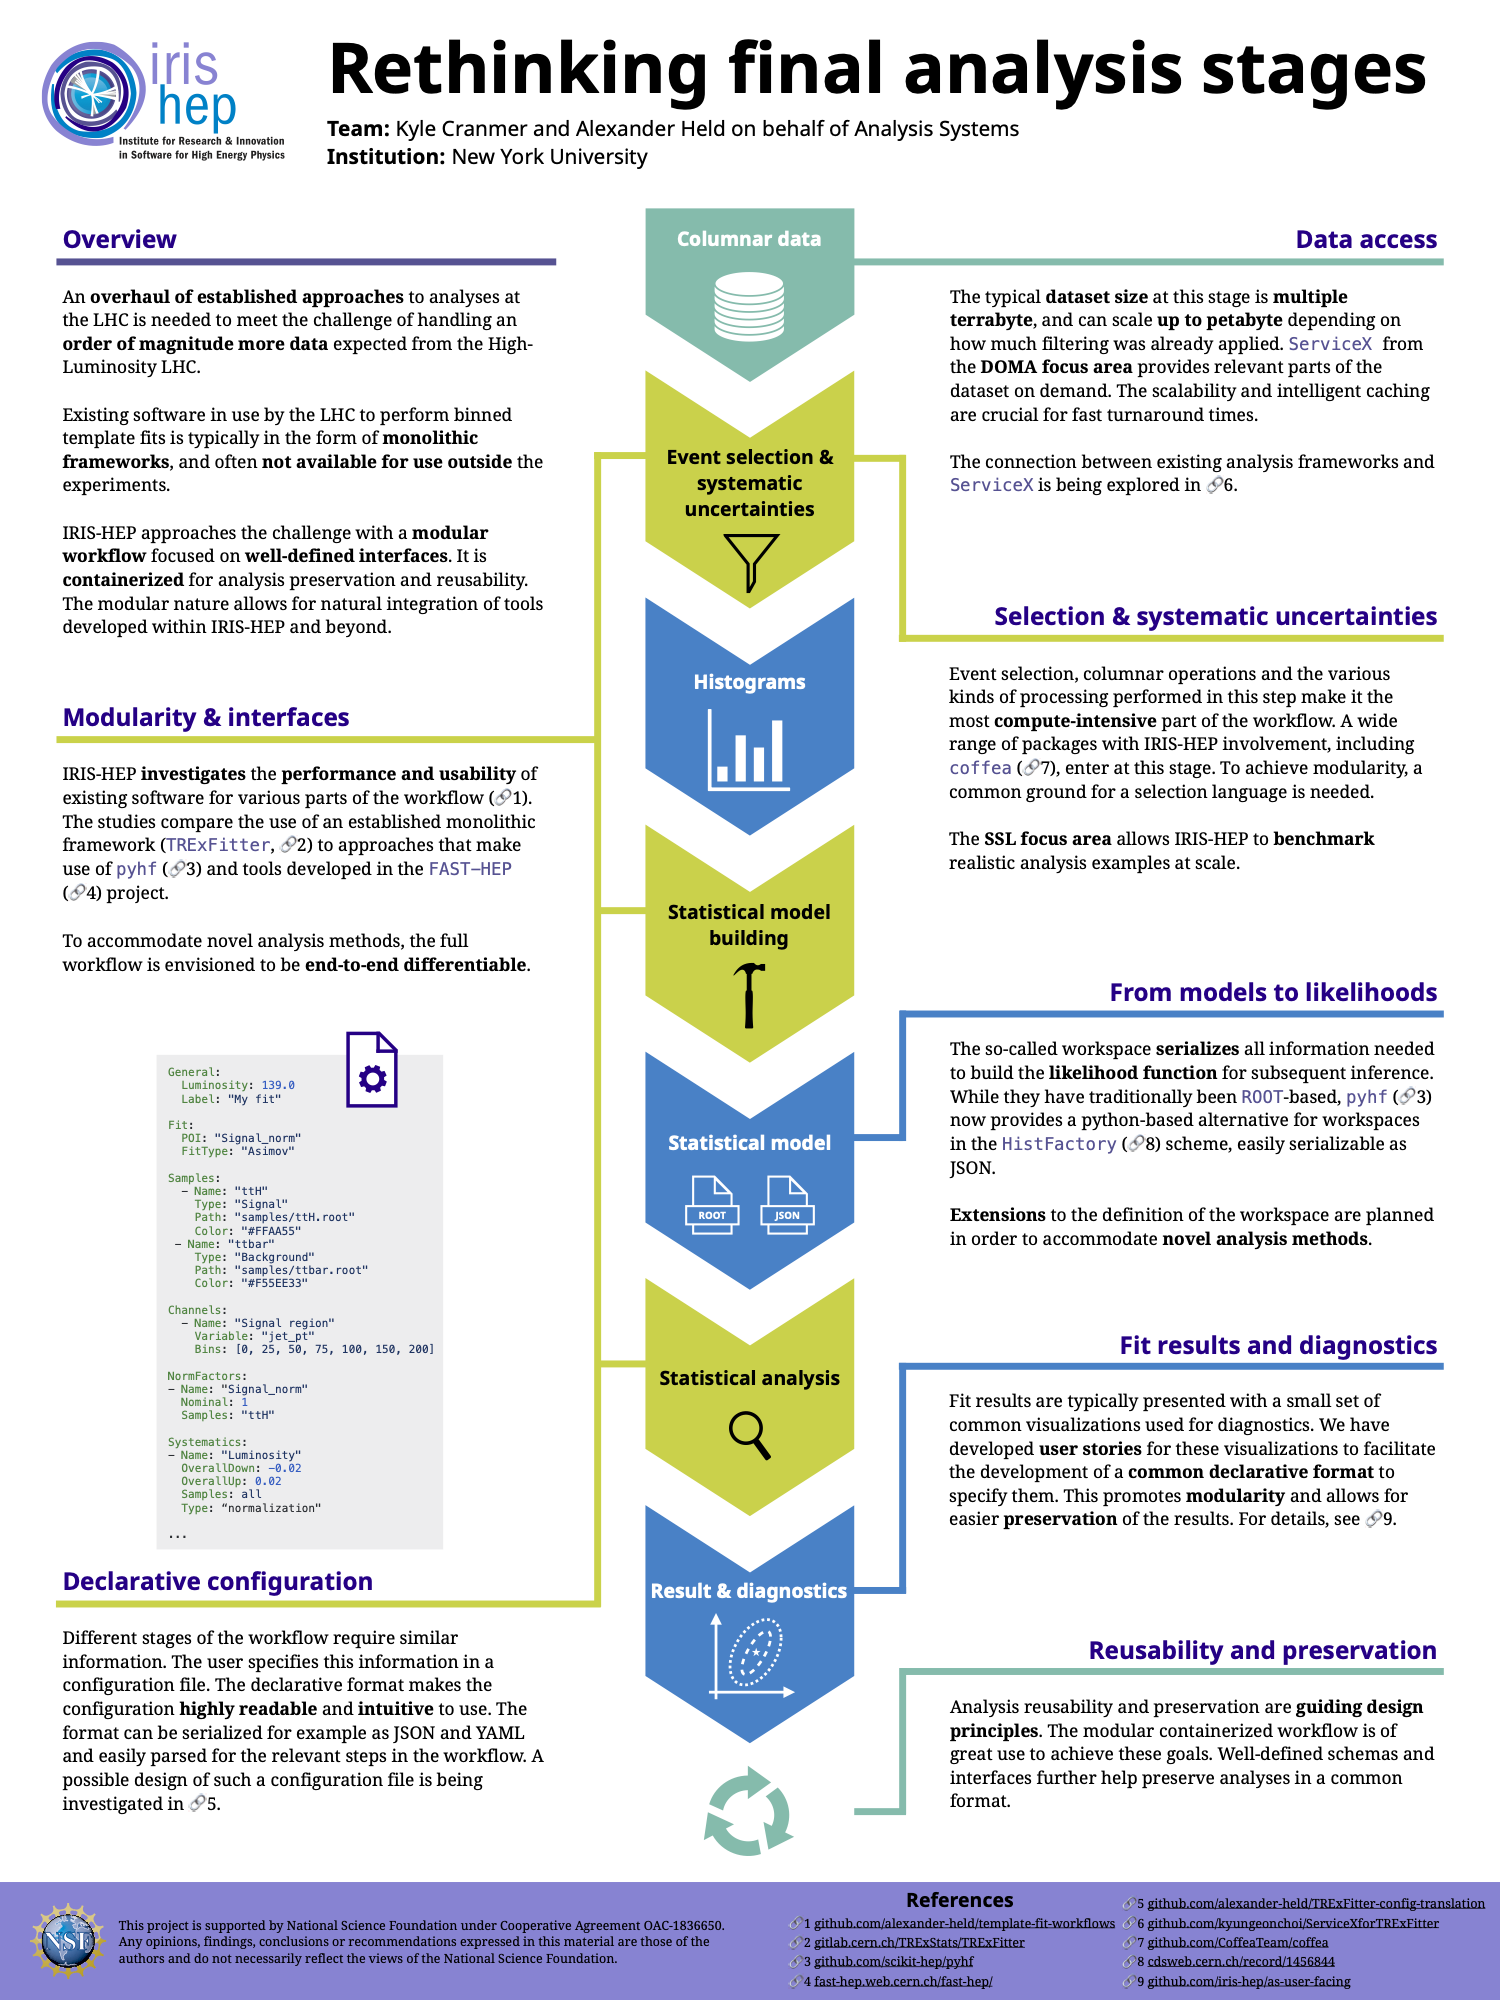 iris
hep
Institute for Research & Innovation
in Software for High Energy Physics
Rethinking final analysis stages
Team: Kyle Cranmer and Alexander Held on behalf of Analysis Systems
Institution: New York University
Overview
An overhaul of established approaches to analyses at
the LHC is needed to meet the challenge of handling an
order of magnitude more data expected from the High-
Luminosity LHC.
Existing software in use by the LHC to perform binned
template fits is typically in the form of monolithic
frameworks, and often not available for use outside the
experiments.
IRIS-HEP approaches the challenge with a modular
workflow focused on well-defined interfaces. It is
containerized for analysis preservation and reusability.
The modular nature allows for natural integration of tools
developed within IRIS-HEP and beyond.
Modularity & interfaces
IRIS-HEP investigates the performance and usability of
existing software for various parts of the workflow (🔗1).
The studies compare the use of an established monolithic
framework (TRExFitter, 🔗2) to approaches that make
use of pyhf (🔗3) and tools developed in the FAST-HEP
(🔗4) project.
To accommodate novel analysis methods, the full
workflow is envisioned to be end-to-end differentiable.
General:
Luminosity: 139.0
Label: "My fit"
Fit:
POI: "Signal_norm"
FitType: "Asimov"
Samples:
- Name: "ttH"
Type: "Signal"
Path: "samples/ttH.root"
Color: "#FFAA55"
- Name: "ttbar"
Type: "Background"
Path: "samples/ttbar.root"
Color: "#F55EE33"
Channels:
- Name: "Signal region"
Variable: "jet_pt"
Bins: [0, 25, 50, 75, 100, 150, 200]
NormFactors:
- Name: "Signal_norm"
Nominal: 1
Samples: "ttH"
Systematics:
- Name: "Luminosity"
OverallDown: -0.02
OverallUp: 0.02
Samples: all
Type: "normalization"
...
Declarative configuration
Different stages of the workflow require similar
information. The user specifies this information in a
configuration file. The declarative format makes the
configuration highly readable and intuitive to use. The
format can be serialized for example as JSON and YAML
and easily parsed for the relevant steps in the workflow. A
possible design of such a configuration file is being
investigated in 🔗5.
Columnar data
Event selection &
systematic
uncertainties
Histograms
Statistical model
building
Statistical model
ROOT
JSON
Statistical analysis
Result & diagnostics
Data access
The typical dataset size at this stage is multiple
terrabyte, and can scale up to petabyte depending on
how much filtering was already applied. ServiceX from
the DOMA focus area provides relevant parts of the
dataset on demand. The scalability and intelligent caching
are crucial for fast turnaround times.
The connection between existing analysis frameworks and
ServiceX is being explored in 🔗6.
Selection & systematic uncertainties
Event selection, columnar operations and the various
kinds of processing performed in this step make it the
most compute-intensive part of the workflow. A wide
range of packages with IRIS-HEP involvement, including
coffea (🔗7), enter at this stage. To achieve modularity, a
common ground for a selection language is needed.
The SSL focus area allows IRIS-HEP to benchmark
realistic analysis examples at scale.
From models to likelihoods
The so-called workspace serializes all information needed
to build the likelihood function for subsequent inference.
While they have traditionally been ROOT-based, pyhf (🔗3)
now provides a python-based alternative for workspaces
in the HistFactory (🔗8) scheme, easily serializable as
JSON.
Extensions to the definition of the workspace are planned
in order to accommodate novel analysis methods.
Fit results and diagnostics
Fit results are typically presented with a small set of
common visualizations used for diagnostics. We have
developed user stories for these visualizations to facilitate
the development of a common declarative format to
specify them. This promotes modularity and allows for
easier preservation of the results. For details, see 🔗9.
Reusability and preservation
Analysis reusability and preservation are guiding design
principles. The modular containerized workflow is of
great use to achieve these goals. Well-defined schemas and
interfaces further help preserve analyses in a common
format.
NSF
This project is supported by National Science Foundation under Cooperative Agreement OAC-1836650.
Any opinions, findings, conclusions or recommendations expressed in this material are those of the
authors and do not necessarily reflect the views of the National Science Foundation.
References
🔗1 github.com/alexander-held/template-fit-workflows
🔗2 gitlab.cern.ch/TRExStats/TRExFitter
🔗3 github.com/scikit-hep/pyhf
🔗4 fast-hep.web.cern.ch/fast-hep/
🔗5 github.com/alexander-held/TRExFitter-config-translation
🔗6 github.com/kyungeonchoi/ServiceXforTRExFitter
🔗7 github.com/CoffeaTeam/coffea
🔗8 cdsweb.cern.ch/record/1456844
🔗9 github.com/iris-hep/as-user-facing